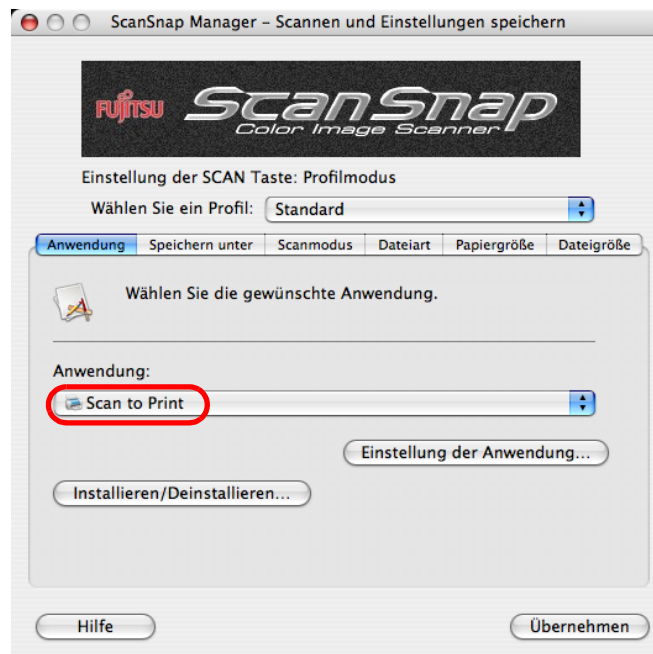 ScanSnap Manager – Scannen und Einstellungen speichern
FUJITSU ScanSnap
Color Image Scanner
Einstellung der SCAN Taste: Profilmodus
Wählen Sie ein Profil: Standard
Anwendung Speichern unter Scanmodus Dateiart Papiergröße Dateigröße
Wählen Sie die gewünschte Anwendung.
Anwendung:
Scan to Print
Einstellung der Anwendung...
Installieren/Deinstallieren...
Hilfe Übernehmen